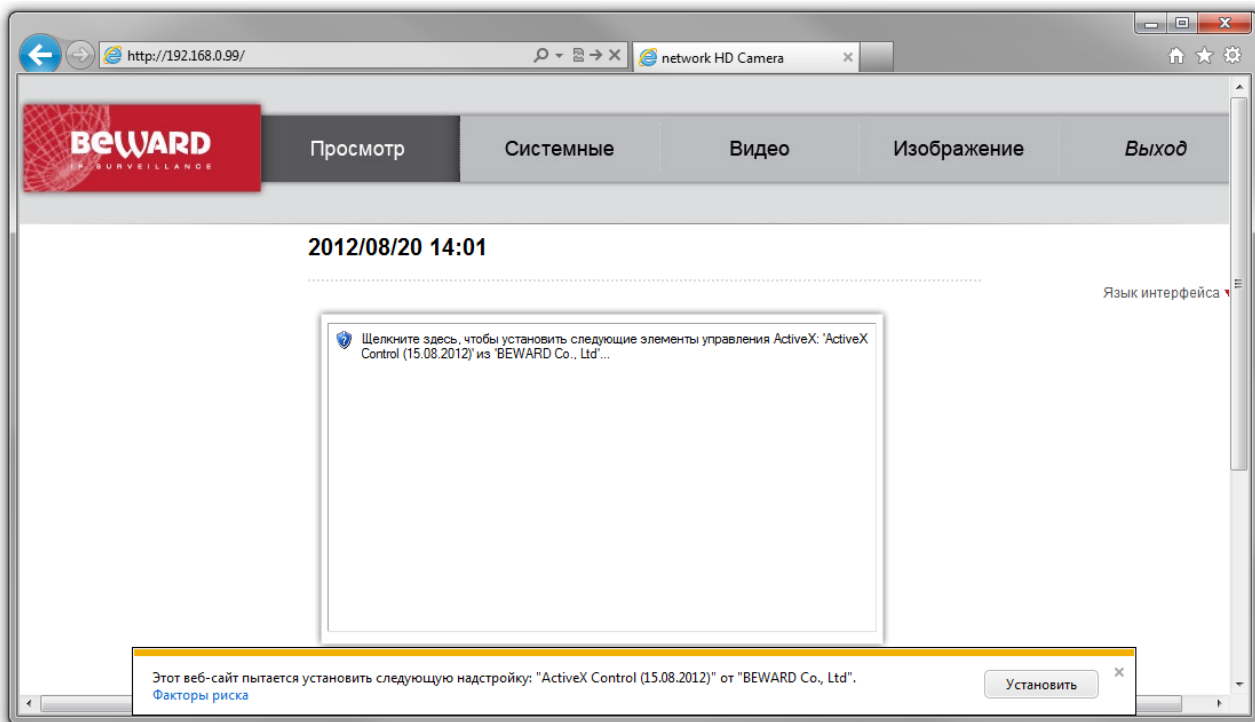 http://192.168.0.99/
network HD Camera
BEWARD
IP SURVEILLANCE
Просмотр
Системные
Видео
Изображение
Выход
2012/08/20 14:01
Язык интерфейса
Щелкните здесь, чтобы установить следующие элементы управления ActiveX: 'ActiveX
Control (15.08.2012)' из 'BEWARD Co., Ltd'...
Этот веб-сайт пытается установить следующую надстройку: "ActiveX Control (15.08.2012)" от "BEWARD Co., Ltd".
Факторы риска
Установить